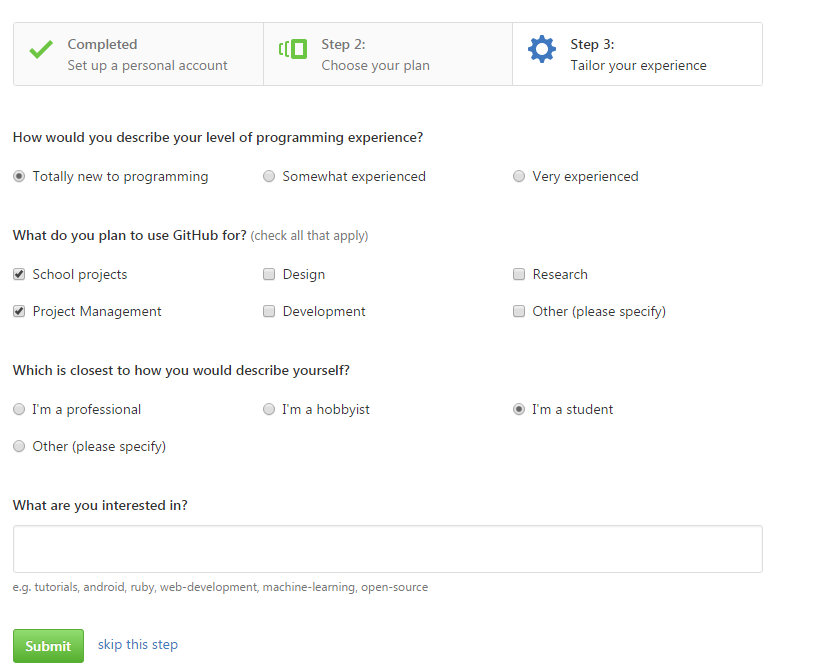 Completed
Set up a personal account
Step 2:
Choose your plan
Step 3:
Tailor your experience
How would you describe your level of programming experience?
Totally new to programming
Somewhat experienced
Very experienced
What do you plan to use GitHub for? (check all that apply)
School projects
Design
Research
Project Management
Development
Other (please specify)
Which is closest to how you would describe yourself?
I'm a professional
I'm a hobbyist
I'm a student
Other (please specify)
What are you interested in?
e.g. tutorials, android, ruby, web-development, machine-learning, open-source
Submit
skip this step